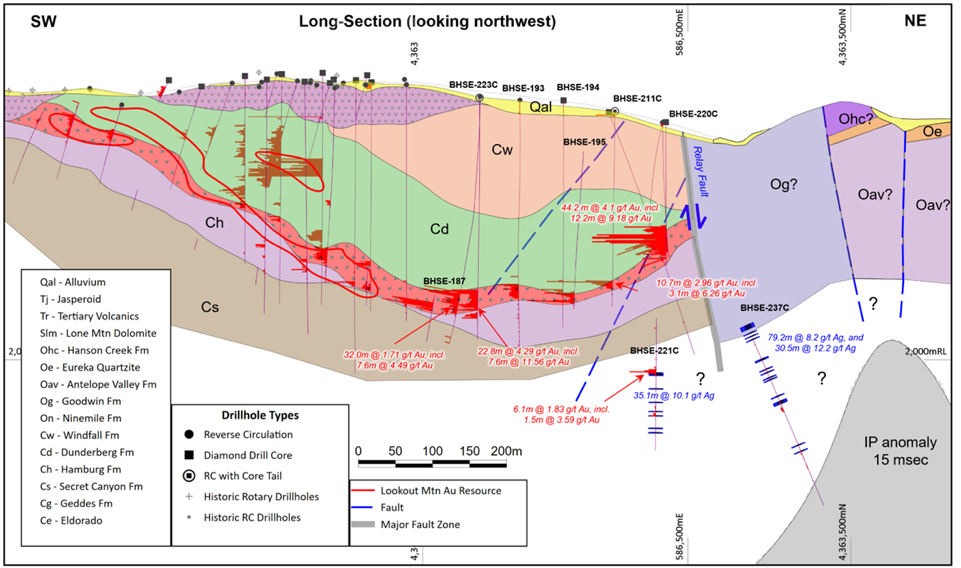 SW
Long-Section (looking northwest)
NE
4,363
586,500mE
4,363,500mN
BHSE-223C
BHSE-193
BHSE-194
BHSE-211C
BHSE-220C
BHSE-195
Qal
Cw
Cd
Ch
Cs
Relay Fault
Og?
Ohc?
Oe
Oav?
Oav?
44.2 m @ 4.1 g/t Au, incl.
12.2m @ 9.18 g/t Au
BHSE-187
10.7m @ 2.96 g/t Au, incl.
3.1m @ 6.26 g/t Au
BHSE-237C
79.2m @ 8.2 g/t Ag, and
30.5m @ 12.2 g/t Ag
32.0m @ 1.71 g/t Au, incl.
7.6m @ 4.49 g/t Au
22.8m @ 4.29 g/t Au, incl.
7.6m @ 11.56 g/t Au
BHSE-221C
35.1m @ 10.1 g/t Ag
6.1m @ 1.83 g/t Au, incl.
1.5m @ 3.59 g/t Au
?
?
?
2,0
2,000mRL
IP anomaly
15 msec
Qal - Alluvium
Tj - Jasperoid
Tr - Tertiary Volcanics
Slm - Lone Mtn Dolomite
Ohc - Hanson Creek Fm
Oe - Eureka Quartzite
Oav - Antelope Valley Fm
Og - Goodwin Fm
On - Ninemile Fm
Cw - Windfall Fm
Cd - Dunderberg Fm
Ch - Hamburg Fm
Cs - Secret Canyon Fm
Cg - Geddes Fm
Ce - Eldorado
Drillhole Types
Reverse Circulation
Diamond Drill Core
RC with Core Tail
Historic Rotary Drillholes
Historic RC Drillholes
0 50 100 150 200m
Lookout Mtn Au Resource
Fault
Major Fault Zone
4,3
586,500mE
4,363,500mN